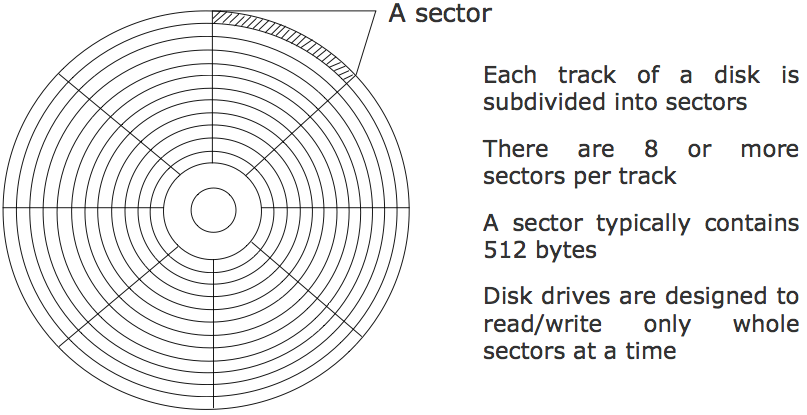 A sector
Each track of a disk is
subdivided into sectors
There are 8 or more
sectors per track
A sector typically contains
512 bytes
Disk drives are designed to
read/write only whole
sectors at a time